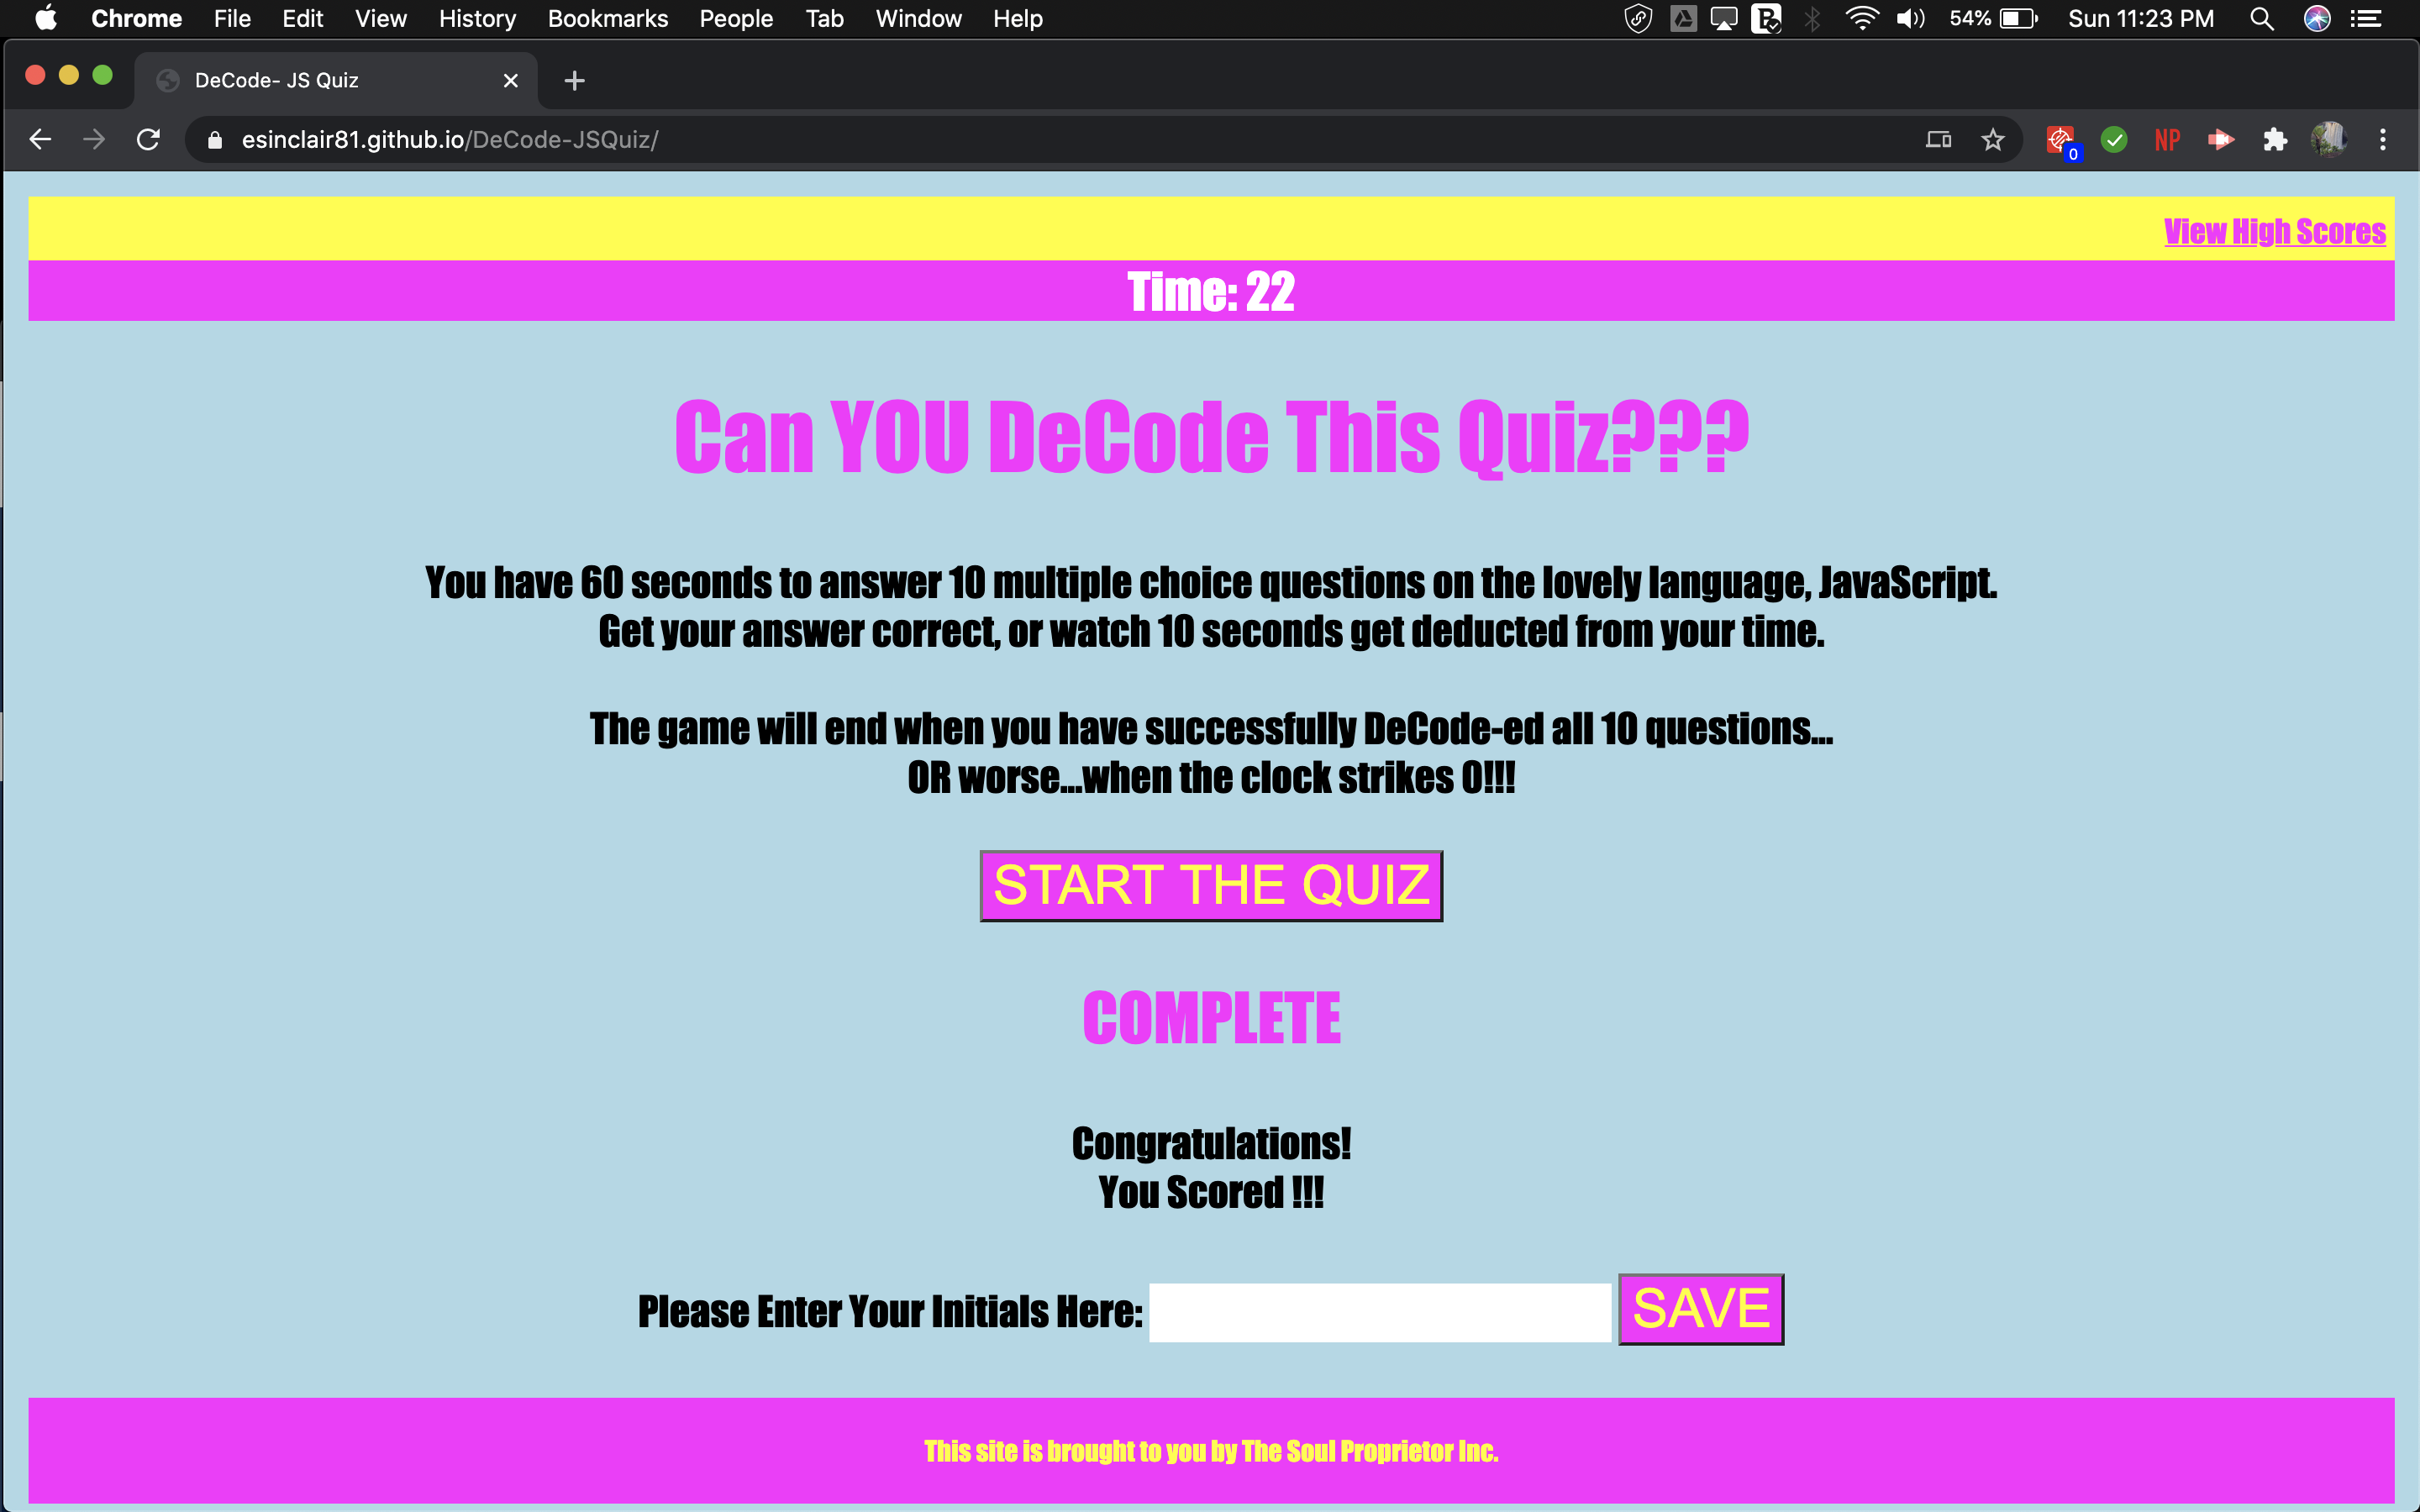 Chrome File Edit View History Bookmarks People Tab Window Help 54% Sun 11:23 PM
DeCode- JS Quiz
esinclair81.github.io/DeCode-JSQuiz/ 0 NP
View High Scores
Time: 22
Can YOU DeCode This Quiz???
You have 60 seconds to answer 10 multiple choice questions on the lovely language, JavaScript.
Get your answer correct, or watch 10 seconds get deducted from your time.
The game will end when you have successfully DeCode-ed all 10 questions...
OR worse...when the clock strikes 0!!!
START THE QUIZ
COMPLETE
Congratulations!
You Scored !!!
Please Enter Your Initials Here: SAVE
This site is brought to you by The Soul Proprietor Inc.